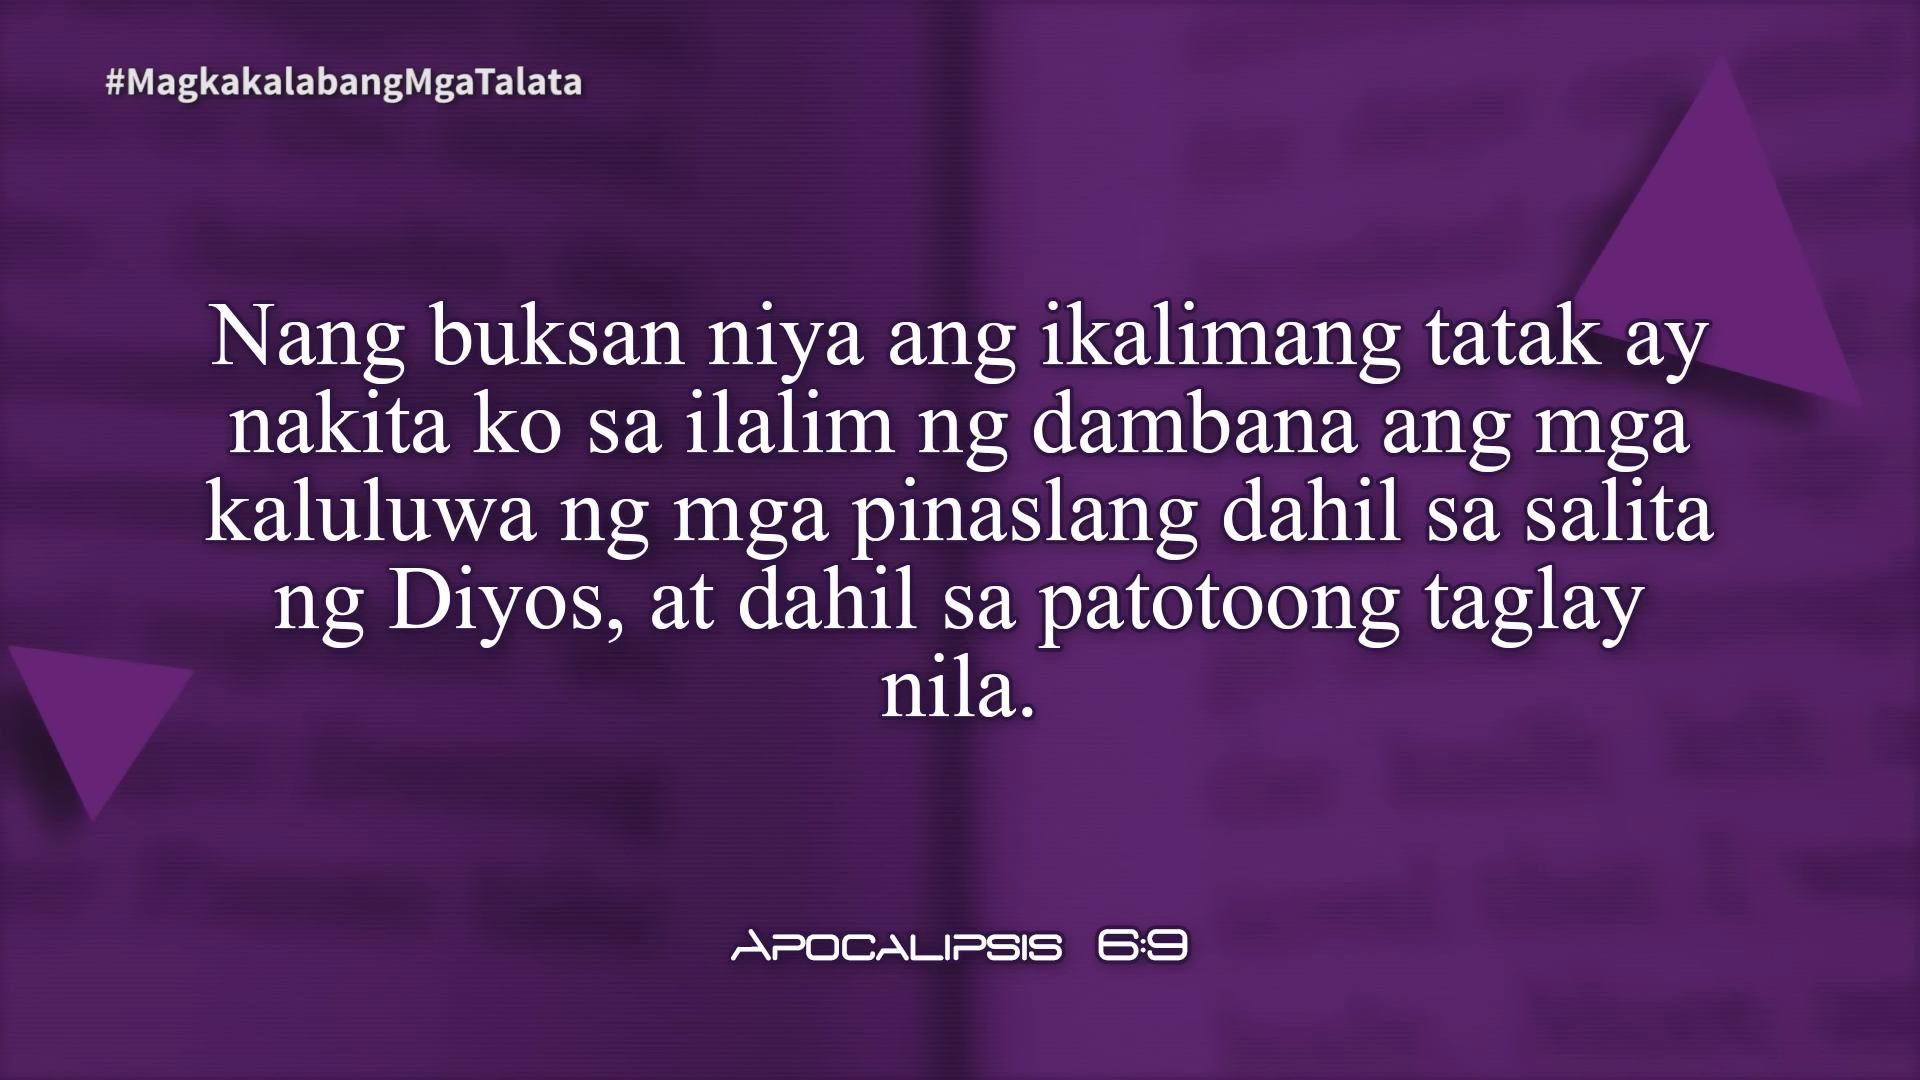 #MagkakalabangMgaTalata
Nang buksan niya ang ikalimang tatak ay
nakita ko sa ilalim ng dambana ang mga
kaluluwa ng mga pinaslang dahil sa salita
ng Diyos, at dahil sa patotoong taglay
nila.
Apocalipsis 6:9